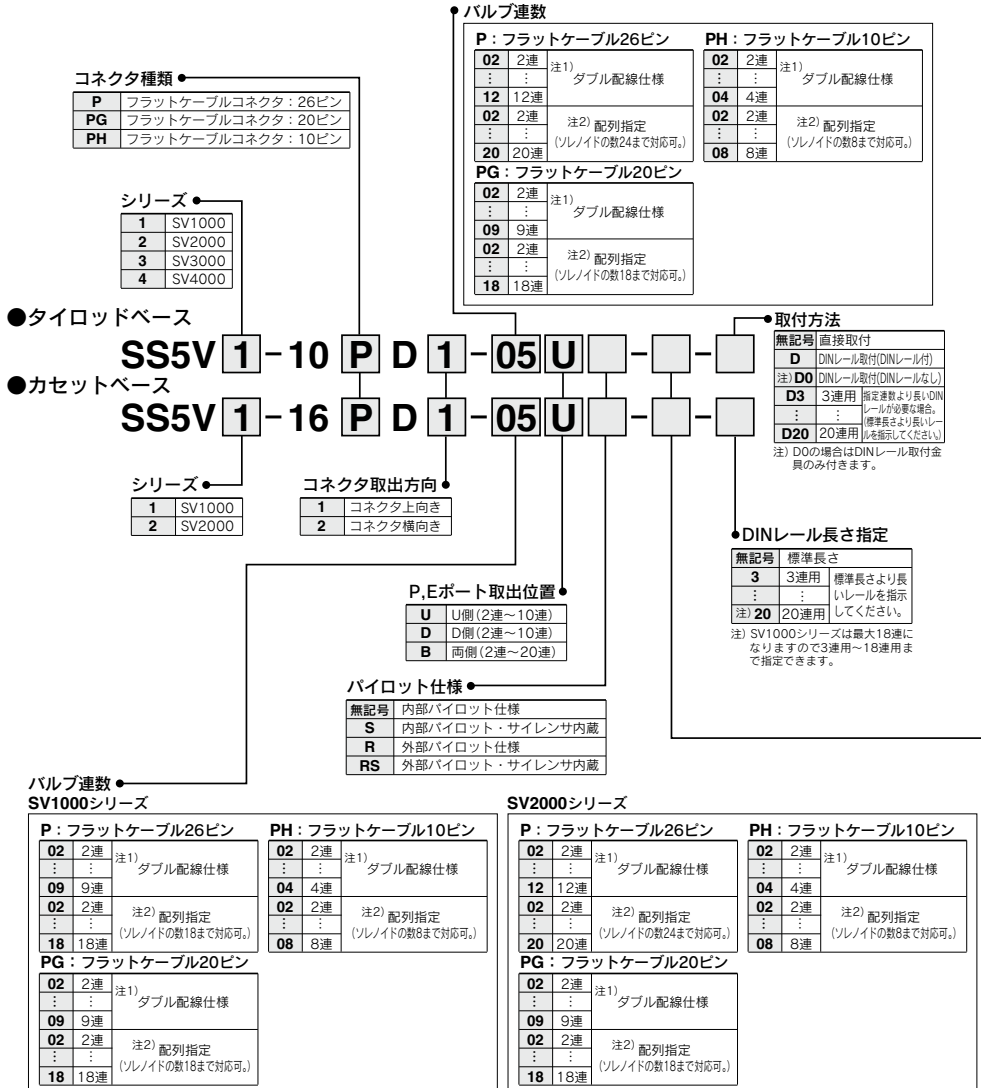 バルブ連数
P：フラットケーブル26ピン
02 2連
⋮ ⋮
12 12連
注1) ダブル配線仕様
02 2連
⋮ ⋮
20 20連
注2) 配列指定
(ソレノイドの数24まで対応可。)
PH：フラットケーブル10ピン
02 2連
⋮ ⋮
04 4連
注1) ダブル配線仕様
02 2連
⋮ ⋮
08 8連
注2) 配列指定
(ソレノイドの数8まで対応可。)
PG：フラットケーブル20ピン
02 2連
⋮ ⋮
09 9連
注1) ダブル配線仕様
02 2連
⋮ ⋮
18 18連
注2) 配列指定
(ソレノイドの数18まで対応可。)
コネクタ種類
P フラットケーブルコネクタ：26ピン
PG フラットケーブルコネクタ：20ピン
PH フラットケーブルコネクタ：10ピン
シリーズ
1 SV1000
2 SV2000
3 SV3000
4 SV4000
●タイロッドベース
SS5V 1 - 10 P D 1 - 05 U - -
●カセットベース
SS5V 1 - 16 P D 1 - 05 U - -
取付方法
無記号 直接取付
D DINレール取付(DINレール付)
注) D0 DINレール取付(DINレールなし)
D3 3連用
⋮ ⋮
D20 20連用
指定連数より長いDIN
レールが必要な場合。
(標準長さより長いレー
ルを指示してください。)
注) D0の場合はDINレール取付金
具のみ付きます。
シリーズ
1 SV1000
2 SV2000
コネクタ取出方向
1 コネクタ上向き
2 コネクタ横向き
DINレール長さ指定
無記号 標準長さ
3 3連用
⋮ ⋮
注) 20 20連用
標準長さより長
いレールを指示
してください。
注) SV1000シリーズは最大18連に
なりますので3連用〜18連用ま
で指定できます。
P,Eポート取出位置
U U側(2連〜10連)
D D側(2連〜10連)
B 両側(2連〜20連)
パイロット仕様
無記号 内部パイロット仕様
S 内部パイロット・サイレンサ内蔵
R 外部パイロット仕様
RS 外部パイロット・サイレンサ内蔵
バルブ連数
SV1000シリーズ
P：フラットケーブル26ピン
02 2連
⋮ ⋮
09 9連
注1) ダブル配線仕様
02 2連
⋮ ⋮
18 18連
注2) 配列指定
(ソレノイドの数18まで対応可。)
PH：フラットケーブル10ピン
02 2連
⋮ ⋮
04 4連
注1) ダブル配線仕様
02 2連
⋮ ⋮
08 8連
注2) 配列指定
(ソレノイドの数8まで対応可。)
PG：フラットケーブル20ピン
02 2連
⋮ ⋮
09 9連
注1) ダブル配線仕様
02 2連
⋮ ⋮
18 18連
注2) 配列指定
(ソレノイドの数18まで対応可。)
SV2000シリーズ
P：フラットケーブル26ピン
02 2連
⋮ ⋮
12 12連
注1) ダブル配線仕様
02 2連
⋮ ⋮
20 20連
注2) 配列指定
(ソレノイドの数24まで対応可。)
PH：フラットケーブル10ピン
02 2連
⋮ ⋮
04 4連
注1) ダブル配線仕様
02 2連
⋮ ⋮
08 8連
注2) 配列指定
(ソレノイドの数8まで対応可。)
PG：フラットケーブル20ピン
02 2連
⋮ ⋮
09 9連
注1) ダブル配線仕様
02 2連
⋮ ⋮
18 18連
注2) 配列指定
(ソレノイドの数18まで対応可。)